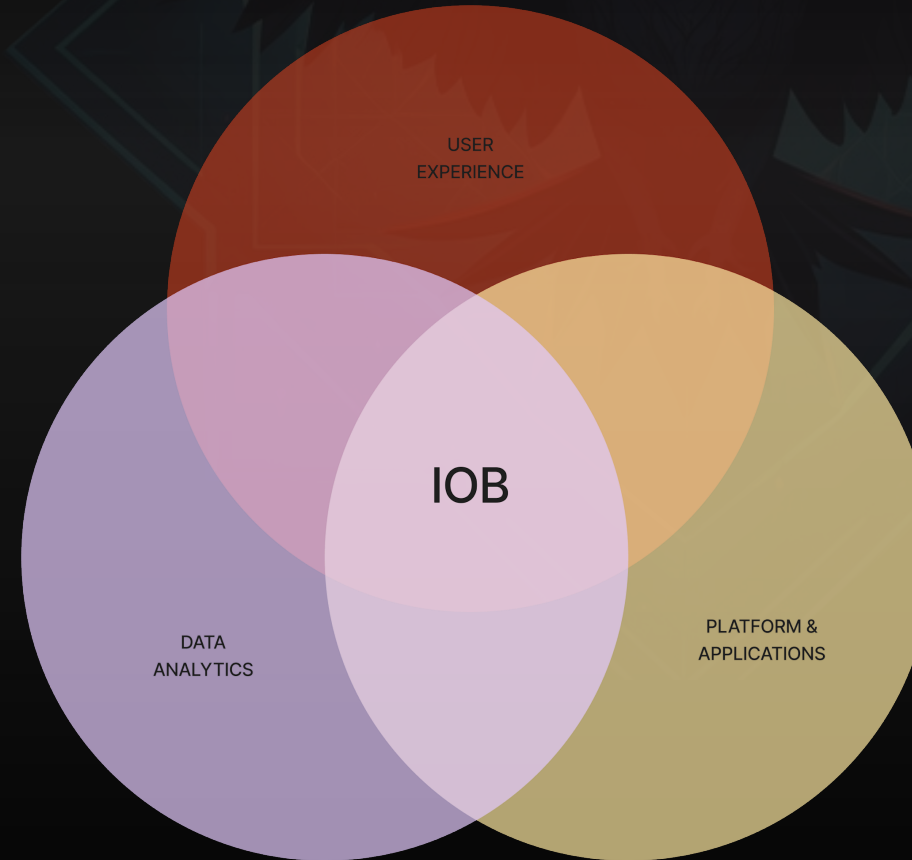 USER
EXPERIENCE
IOB
DATA
ANALYTICS
PLATFORM &
APPLICATIONS